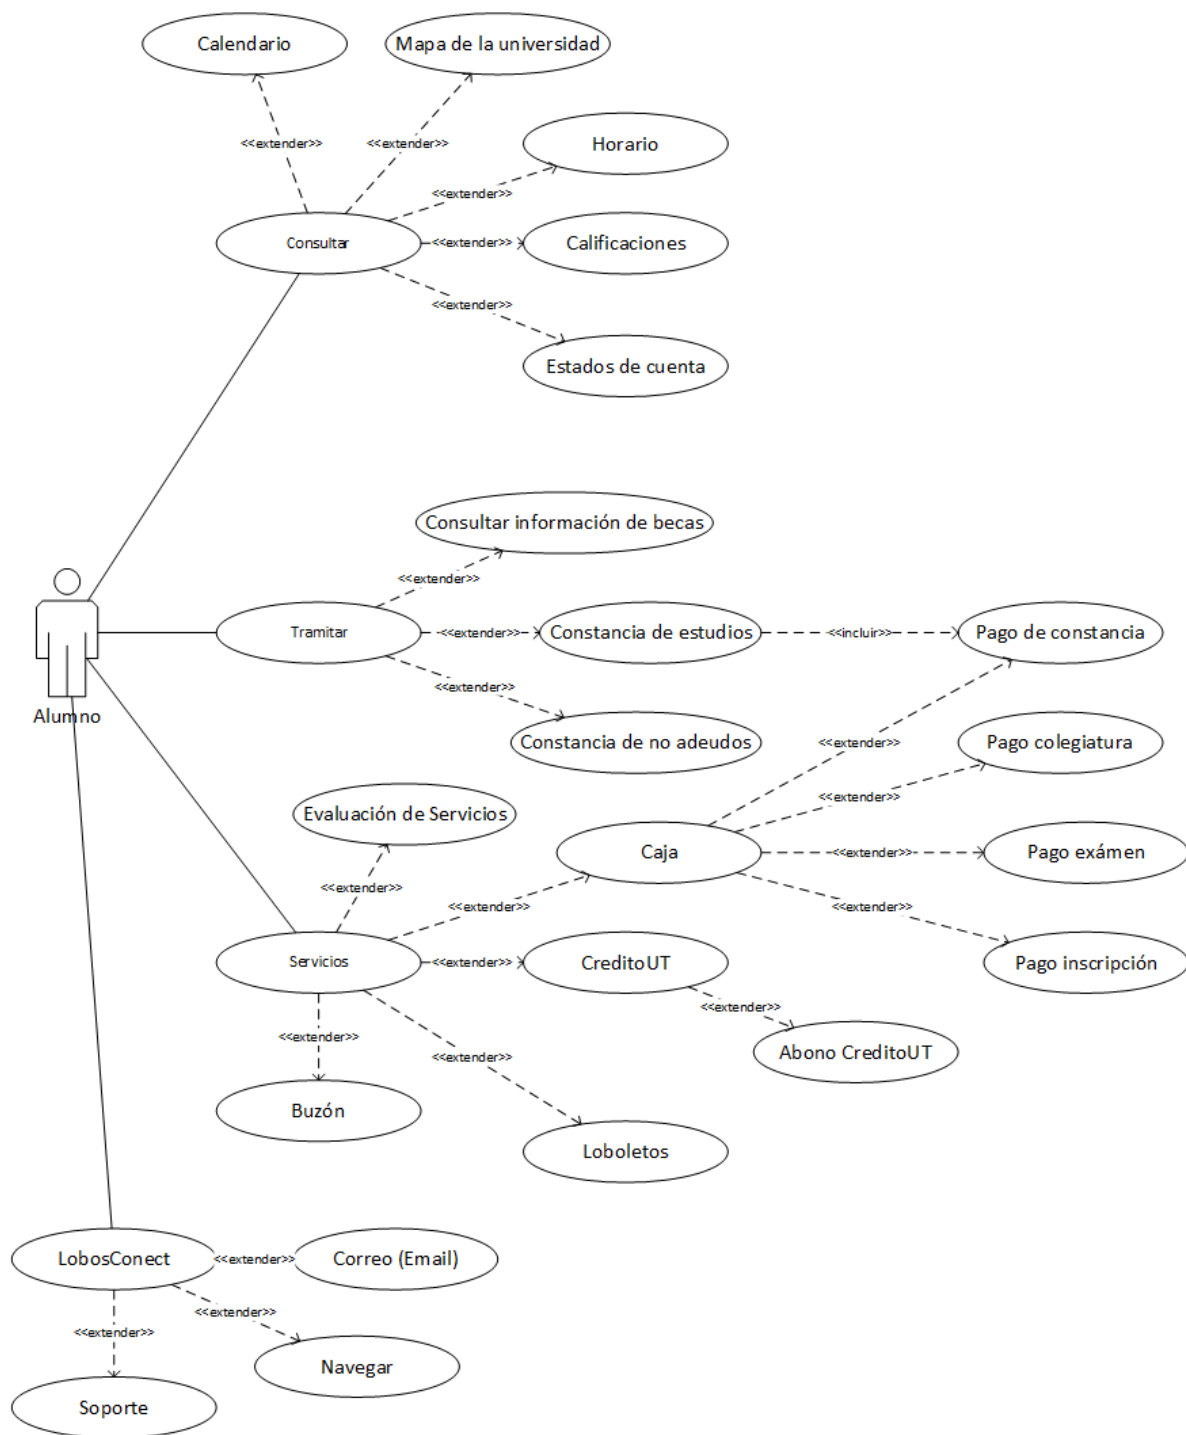 Calendario
Mapa de la universidad
<<extender>>
<<extender>>
Horario
<<extender>>
Consultar
<<extender>>
Calificaciones
<<extender>>
Estados de cuenta
Consultar información de becas
<<extender>>
Tramitar
<<extender>>
Constancia de estudios
<<incluir>>
Pago de constancia
<<extender>>
Alumno
Constancia de no adeudos
<<extender>>
Pago colegiatura
<<extender>>
Evaluación de Servicios
Caja
<<extender>>
Pago exámen
<<extender>>
<<extender>>
<<extender>>
Servicios
<<extender>>
CreditoUT
Pago inscripción
<<extender>>
<<extender>>
Abono CreditoUT
<<extender>>
Buzón
Loboletos
LobosConect
<<extender>>
Correo (Email)
<<extender>>
<<extender>>
Navegar
Soporte